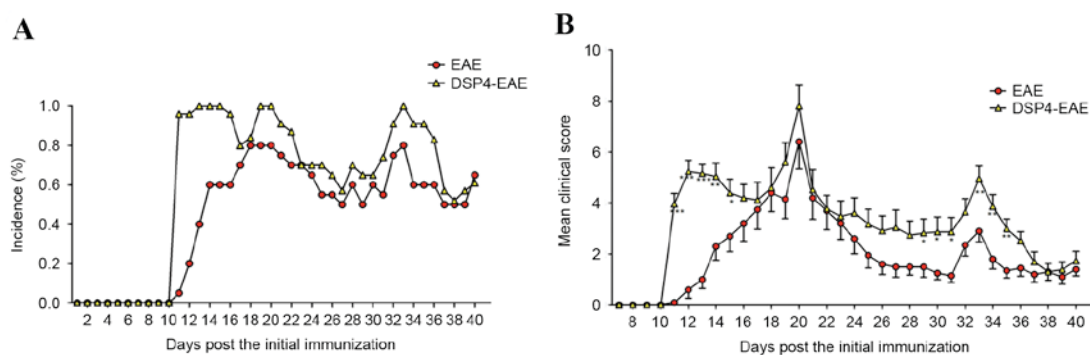 A
EAE
DSP4-EAE
Incidence (%)
1.0
0.8
0.6
0.4
0.2
0.0
2 4 6 8 10 12 14 16 18 20 22 24 26 28 30 32 34 36 38 40
Days post the initial immunization
B
EAE
DSP4-EAE
Mean clinical score
10
8
6
4
2
0
8 10 12 14 16 18 20 22 24 26 28 30 32 34 36 38 40
Days post the initial immunization